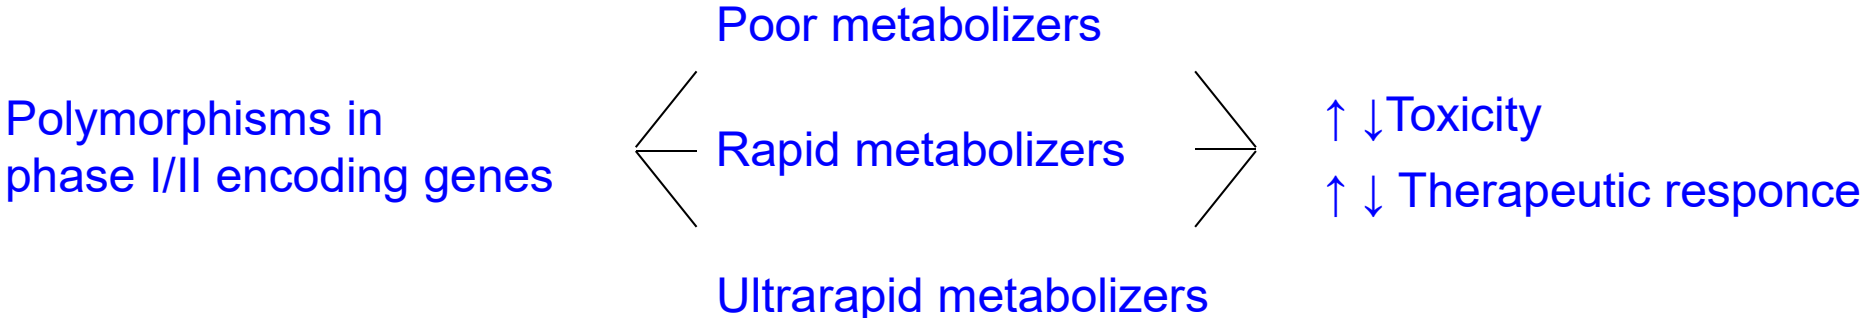 Poor metabolizers
Polymorphisms in
phase I/II encoding genes
Rapid metabolizers
Ultrarapid metabolizers
↑ ↓Toxicity
↑ ↓ Therapeutic responce